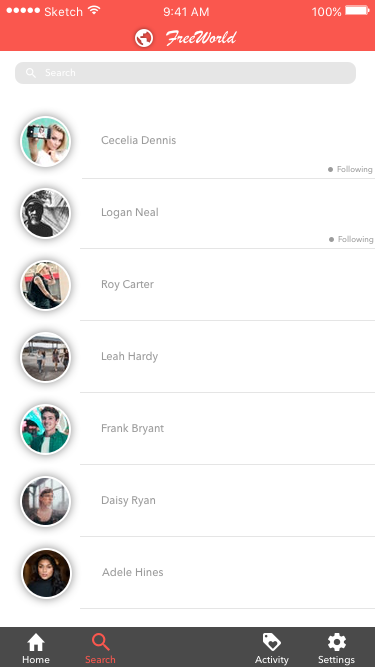 Sketch 9:41 AM 100%
FreeWorld
Search
Cecelia Dennis
Following
Logan Neal
Following
Roy Carter
Leah Hardy
Frank Bryant
Daisy Ryan
Adele Hines
Home Search Activity Settings